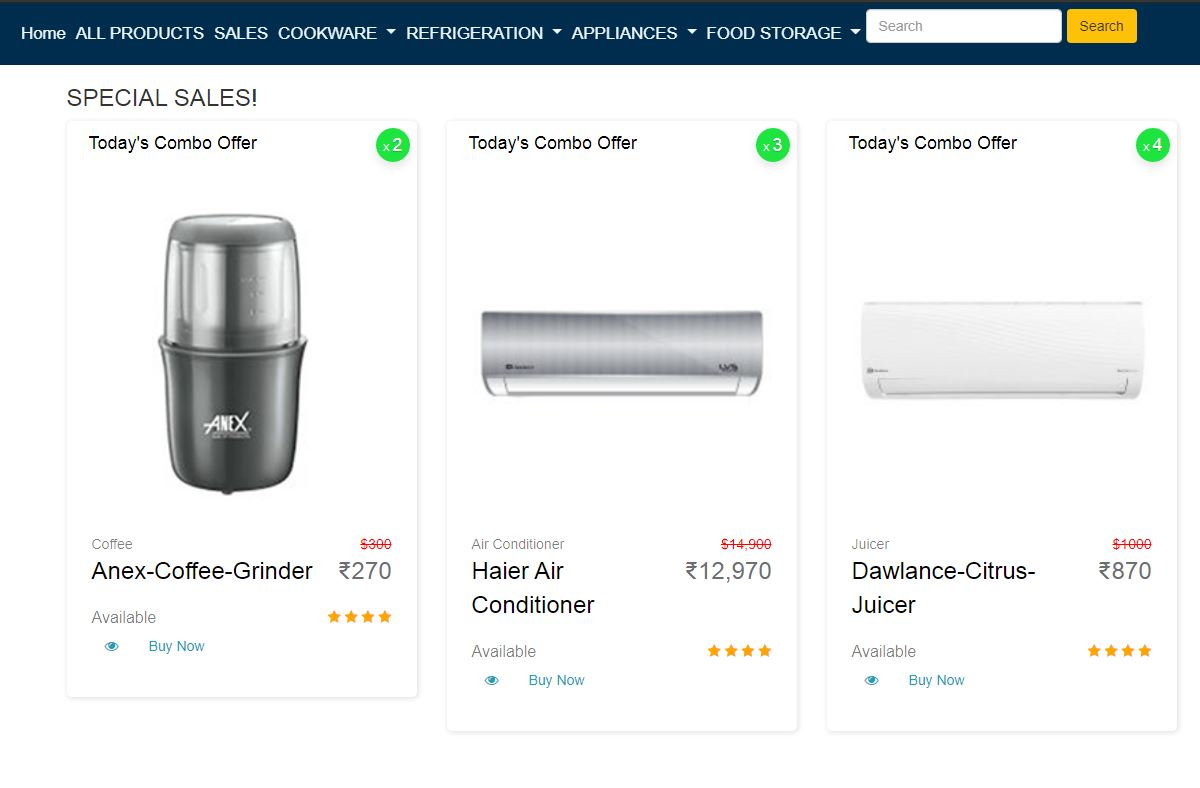 Home ALL PRODUCTS SALES COOKWARE REFRIGERATION APPLIANCES FOOD STORAGE Search Search
SPECIAL SALES!
Today's Combo Offer x2
ANEX
Coffee $300
Anex-Coffee-Grinder ₹270
Available
Buy Now
Today's Combo Offer x3
Air Conditioner $14,900
Haier Air ₹12,970
Conditioner
Available
Buy Now
Today's Combo Offer x4
Juicer $1000
Dawlance-Citrus- ₹870
Juicer
Available
Buy Now